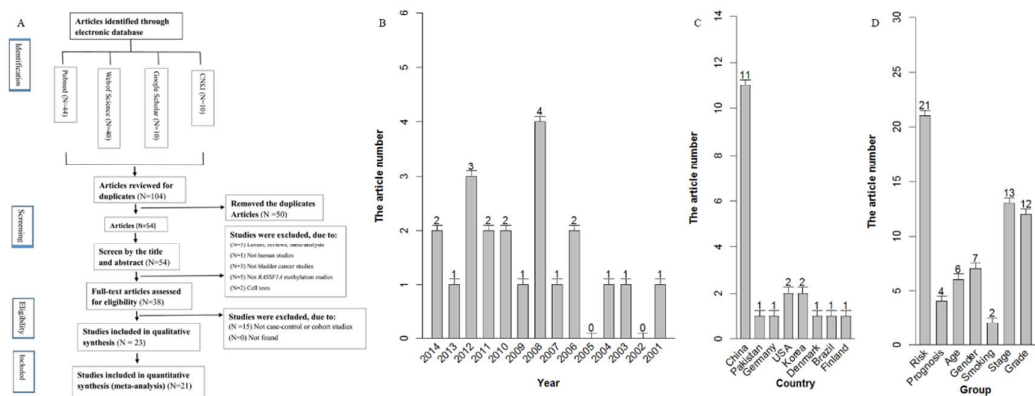 A
Articles identified through
electronic database
Identification
Pubmed (N=44)
Web of Science (N=40)
Google Scholar (N=10)
CNKI (N=10)
Articles reviewed for
duplicates (N=104)
Removed the duplicates
Articles (N =50)
Screening
Articles (N=54)
Screen by the title
and abstract (N=54)
Studies were excluded, due to:
Letters, reviews, meta-analysis
(N=1) Not human studies
(N=3) Not bladder cancer studies
(N=5) Not RASSF1A methylation studies
(N=2) Cell tests
Full-text articles assessed
for eligibility (N=38)
Eligibility
Studies were excluded, due to:
(N =15) Not case-control or cohort studies
(N=0) Not found
Studies included in qualitative
synthesis (N = 23)
Included
Studies included in quantitative
synthesis (meta-analysis) (N=21)
B
The article number
6
5
4
3
2
1
0
2
1
3
2
2
1
4
1
2
0
1
1
0
1
2014
2013
2012
2011
2010
2009
2008
2007
2006
2005
2004
2003
2002
2001
Year
C
The article number
14
12
10
8
6
4
2
0
11
1
1
2
2
1
1
1
China
Pakistan
Germany
USA
Korea
Denmark
Brazil
Finland
Country
D
The article number
30
25
20
15
10
5
0
21
4
6
7
2
13
12
Risk
Prognosis
Age
Gender
Smoking
Stage
Grade
Group